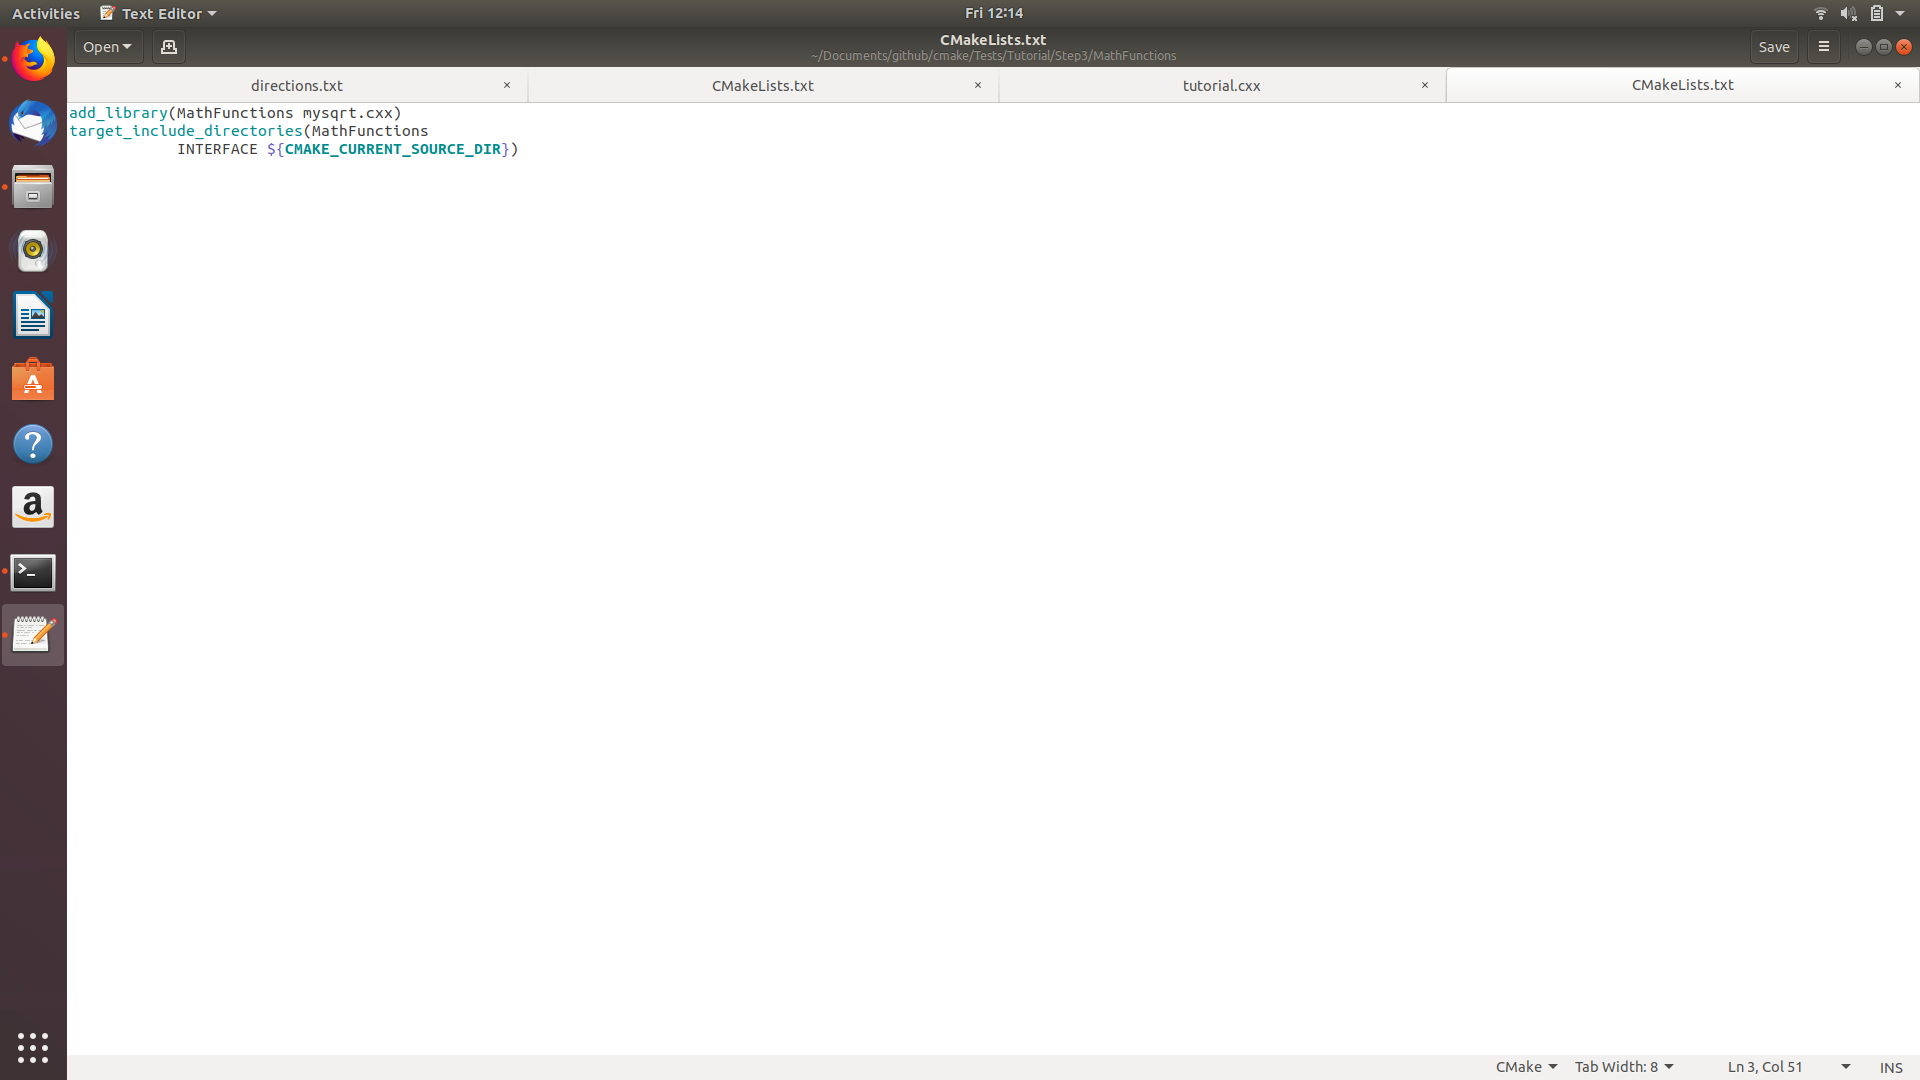 Activities
Text Editor
Fri 12:14
Open
CMakeLists.txt
~/Documents/github/cmake/Tests/Tutorial/Step3/MathFunctions
Save
directions.txt
CMakeLists.txt
tutorial.cxx
CMakeLists.txt
add_library(MathFunctions mysqrt.cxx)
target_include_directories(MathFunctions
INTERFACE ${CMAKE_CURRENT_SOURCE_DIR})
CMake
Tab Width: 8
Ln 3, Col 51
INS